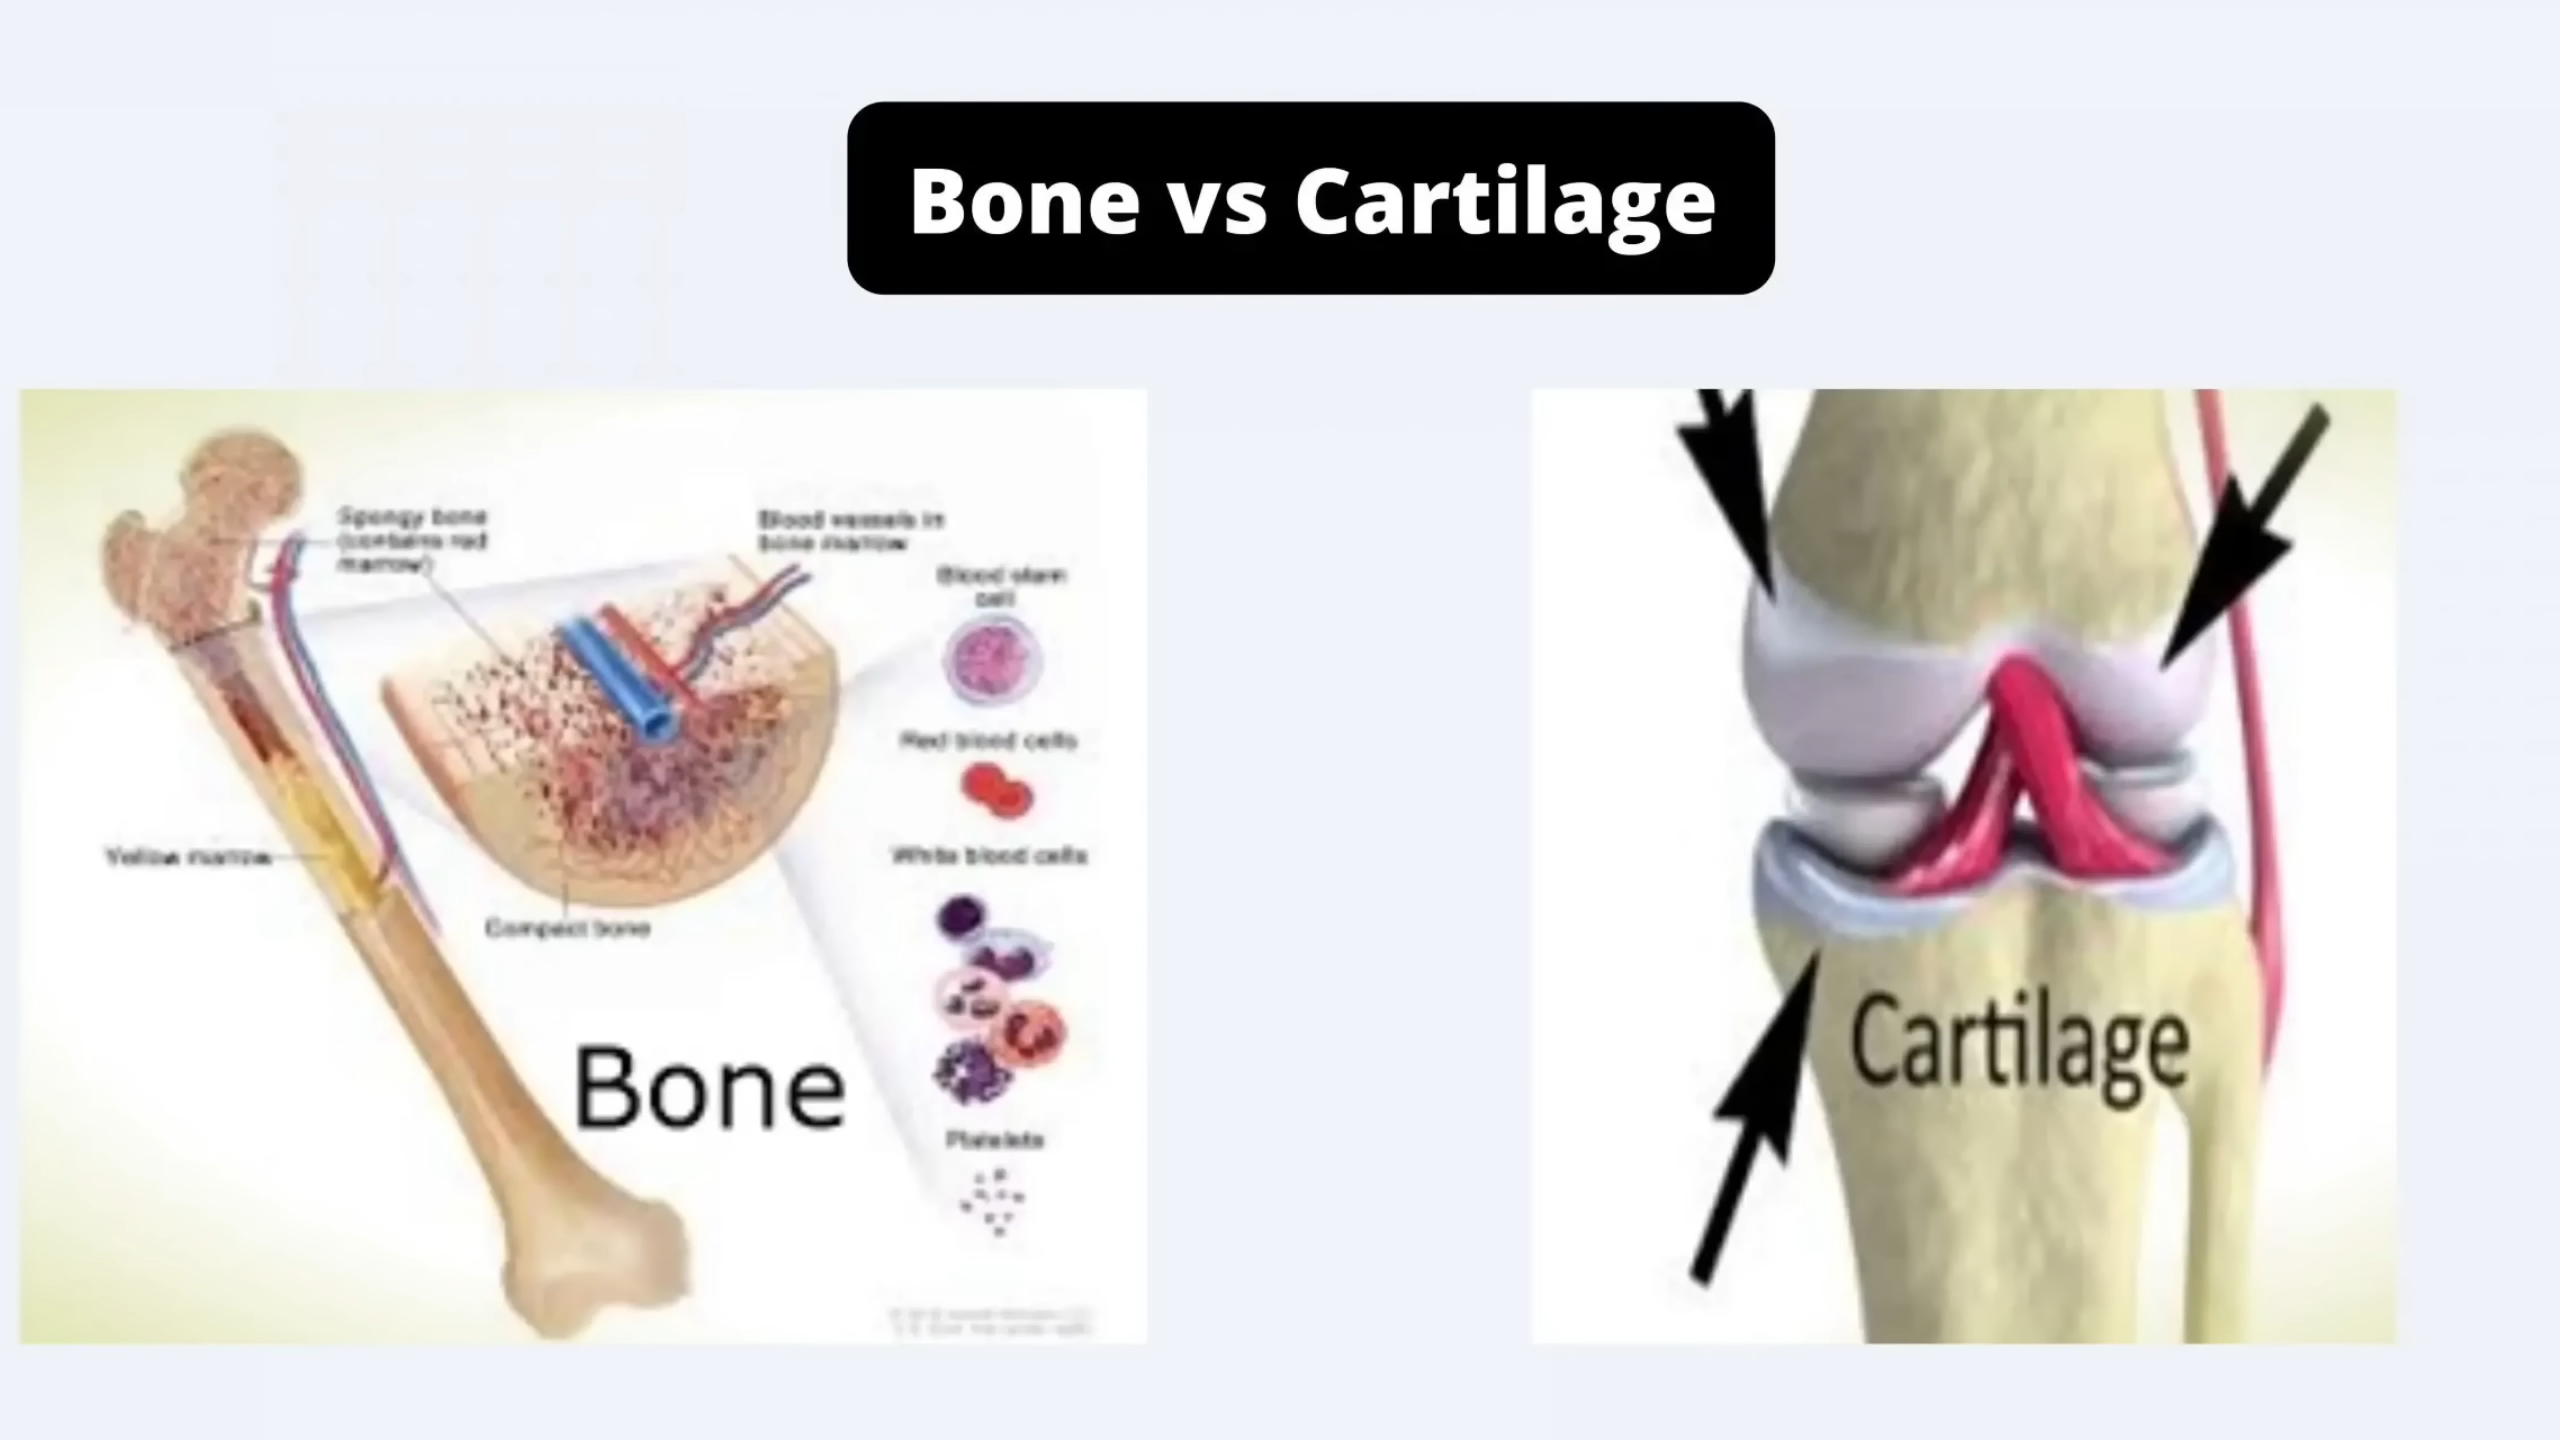 Bone vs Cartilage
Spongy bone
(contains red
marrow)
Blood vessels in
bone marrow
Blood stem
cell
Red blood cells
White blood cells
Yellow marrow
Compact bone
Bone
Platelets
Cartilage